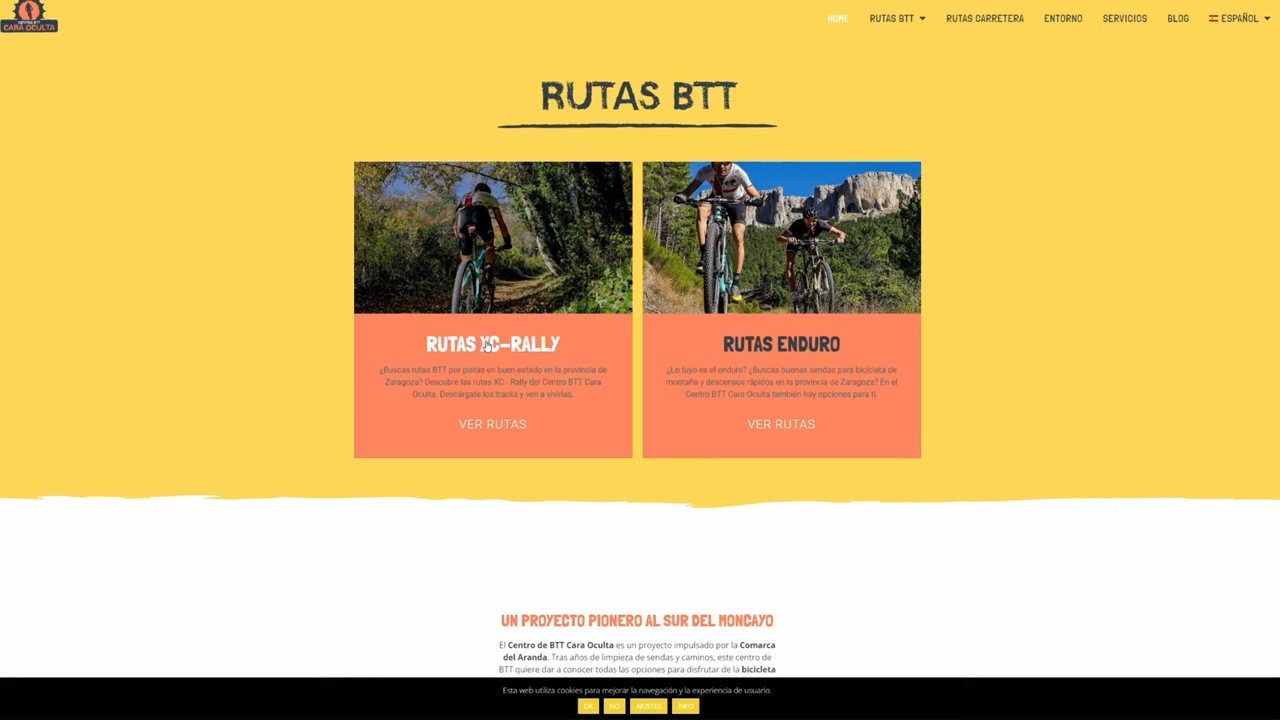 CENTRO BTT
CARA OCULTA
HOME
RUTAS BTT
RUTAS CARRETERA
ENTORNO
SERVICIOS
BLOG
ESPAÑOL
RUTAS BTT
RUTAS XC-RALLY
¿Buscas rutas BTT por pistas en buen estado en la provincia de
Zaragoza? Descubre las rutas XC - Rally del Centro BTT Cara
Oculta. Descárgate los tracks y ven a vivirlas.
VER RUTAS
RUTAS ENDURO
¿Lo tuyo es el enduro? ¿Buscas buenas sendas para bicicleta de
montaña y descensos rápidos en la provincia de Zaragoza? En el
Centro BTT Cara Oculta también hay opciones para ti.
VER RUTAS
UN PROYECTO PIONERO AL SUR DEL MONCAYO
El Centro de BTT Cara Oculta es un proyecto impulsado por la Comarca
del Aranda. Tras años de limpieza de sendas y caminos, este centro de
BTT quiere dar a conocer todas las opciones para disfrutar de la bicicleta
Esta web utiliza cookies para mejorar la navegación y la experiencia de usuario.
OK
NO
AJUSTES
INFO